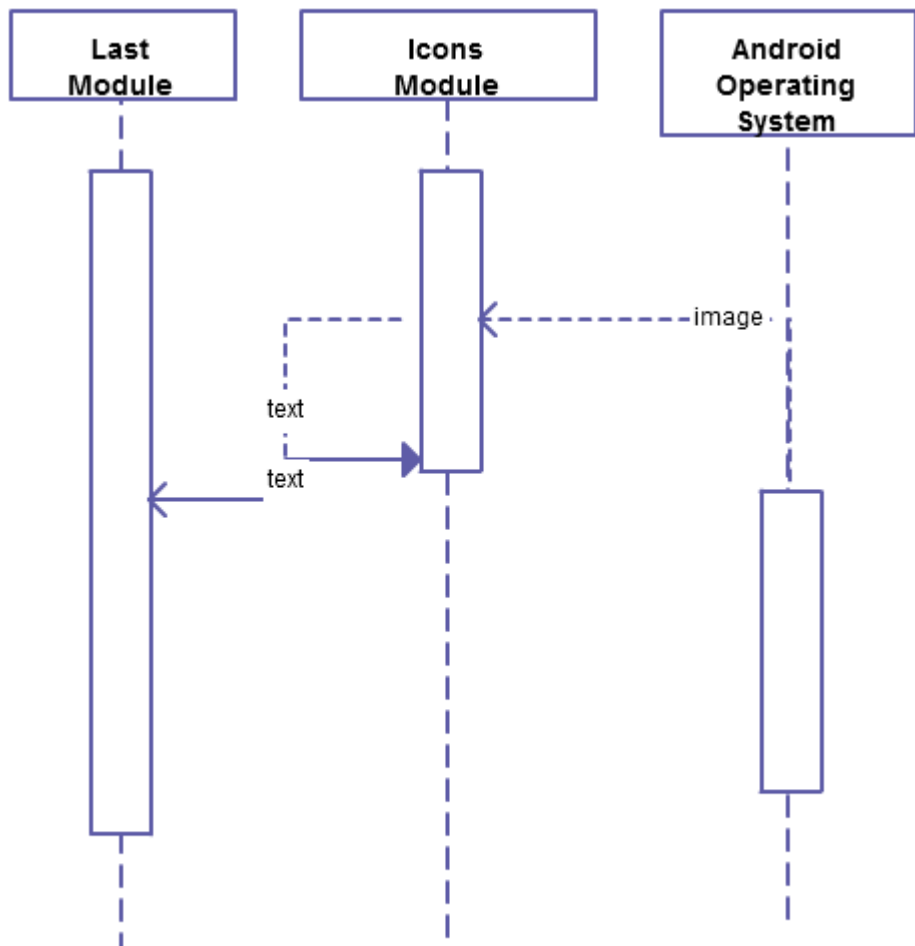 Last
Module
Icons
Module
Android
Operating
System
image
text
text